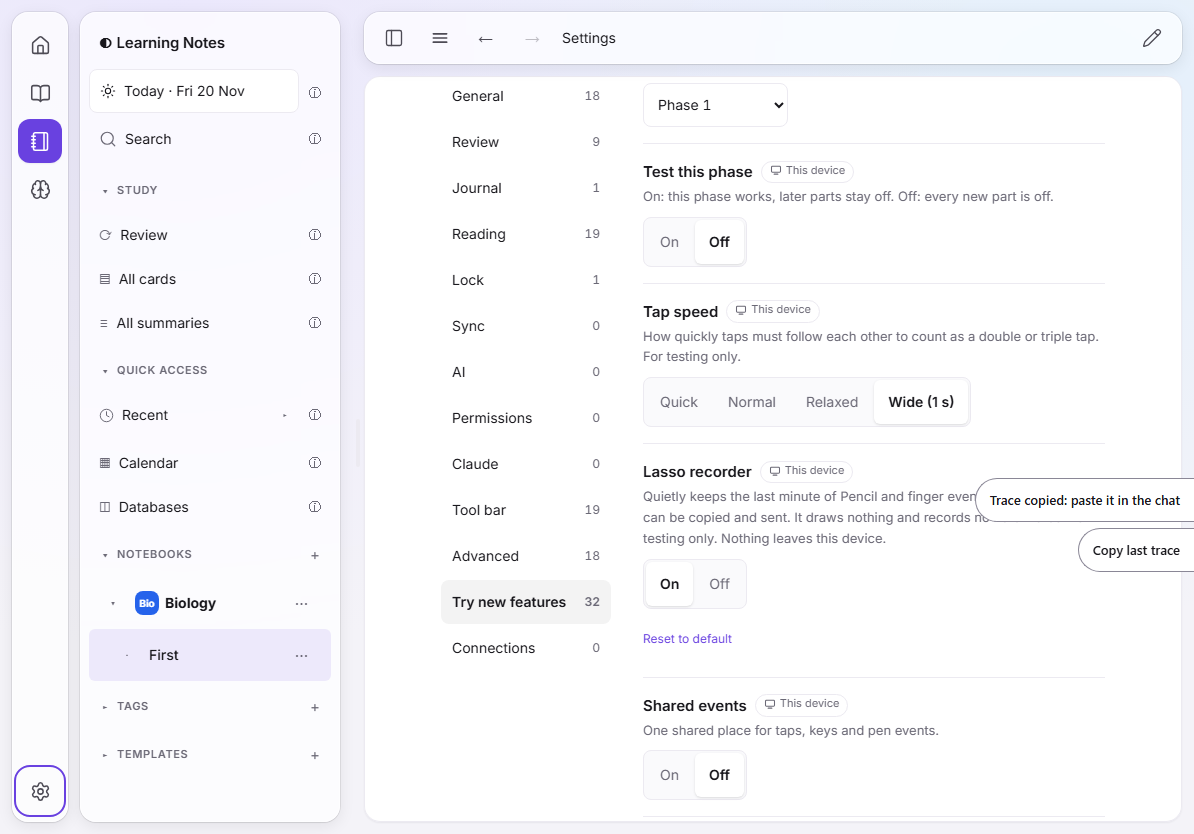 Learning Notes
Today · Fri 20 Nov
Search
STUDY
Review
All cards
All summaries
QUICK ACCESS
Recent
Calendar
Databases
NOTEBOOKS
+
Bio Biology
First
TAGS
+
TEMPLATES
+
Settings
General 18
Review 9
Journal 1
Reading 19
Lock 1
Sync 0
AI 0
Permissions 0
Claude 0
Tool bar 19
Advanced 18
Try new features 32
Connections 0
Phase 1
Test this phase This device
On: this phase works, later parts stay off. Off: every new part is off.
On Off
Tap speed This device
How quickly taps must follow each other to count as a double or triple tap.
For testing only.
Quick Normal Relaxed Wide (1 s)
Lasso recorder This device
Quietly keeps the last minute of Pencil and finger
can be copied and sent. It draws nothing and records
testing only. Nothing leaves this device.
Trace copied: paste it in the chat
Copy last trace
On Off
Reset to default
Shared events This device
One shared place for taps, keys and pen events.
On Off